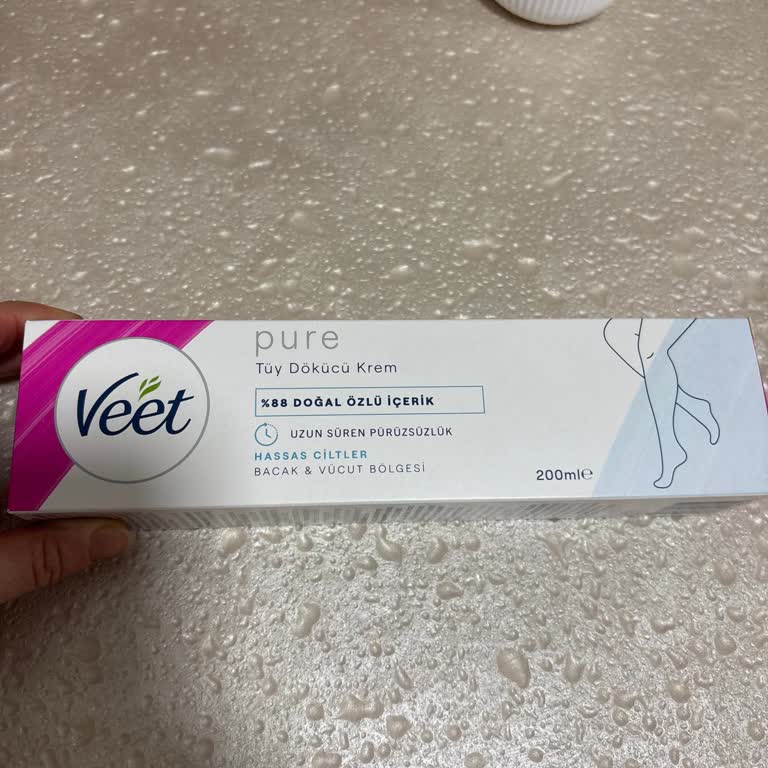 Veet
pure
Tüy Dökücü Krem
%88 DOĞAL ÖZLÜ İÇERİK
UZUN SÜREN PÜRÜZSÜZLÜK
HASSAS CİLTLER
BACAK & VÜCUT BÖLGESİ
200ml℮